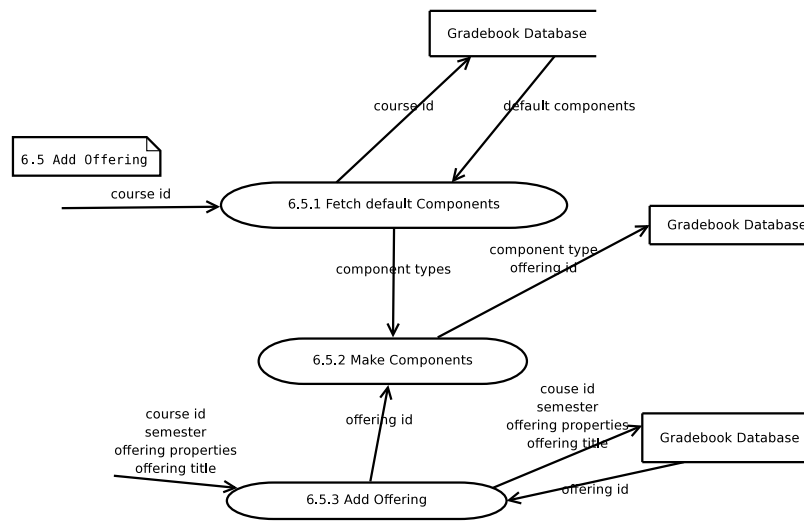 Gradebook Database
course id
default components
6.5 Add Offering
course id
6.5.1 Fetch default Components
Gradebook Database
component type
offering id
component types
6.5.2 Make Components
couse id
semester
offering properties
offering title
course id
semester
offering properties
offering title
offering id
Gradebook Database
offering id
6.5.3 Add Offering